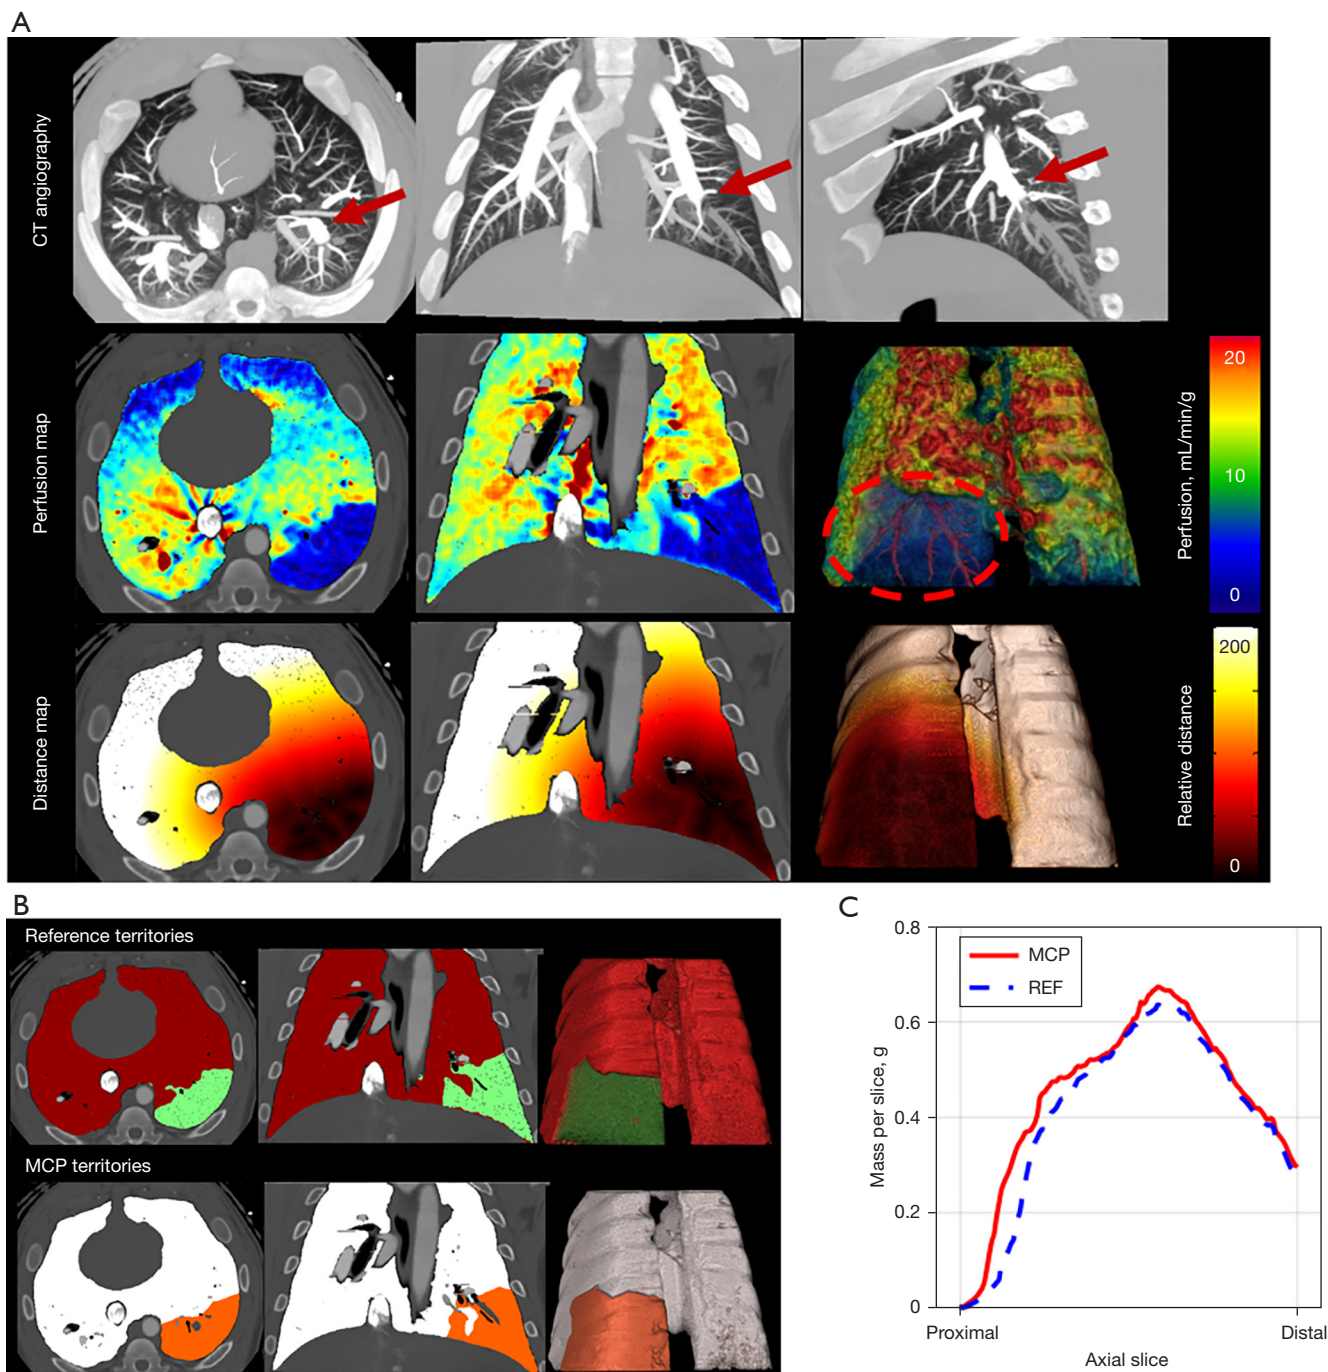 A
CT angiography
Perfusion map
20
10
0
Perfusion, mL/min/g
Distance map
200
0
Relative distance
B
Reference territories
MCP territories
C
0.8
0.6
0.4
0.2
0
Mass per slice, g
MCP
REF
Proximal
Distal
Axial slice